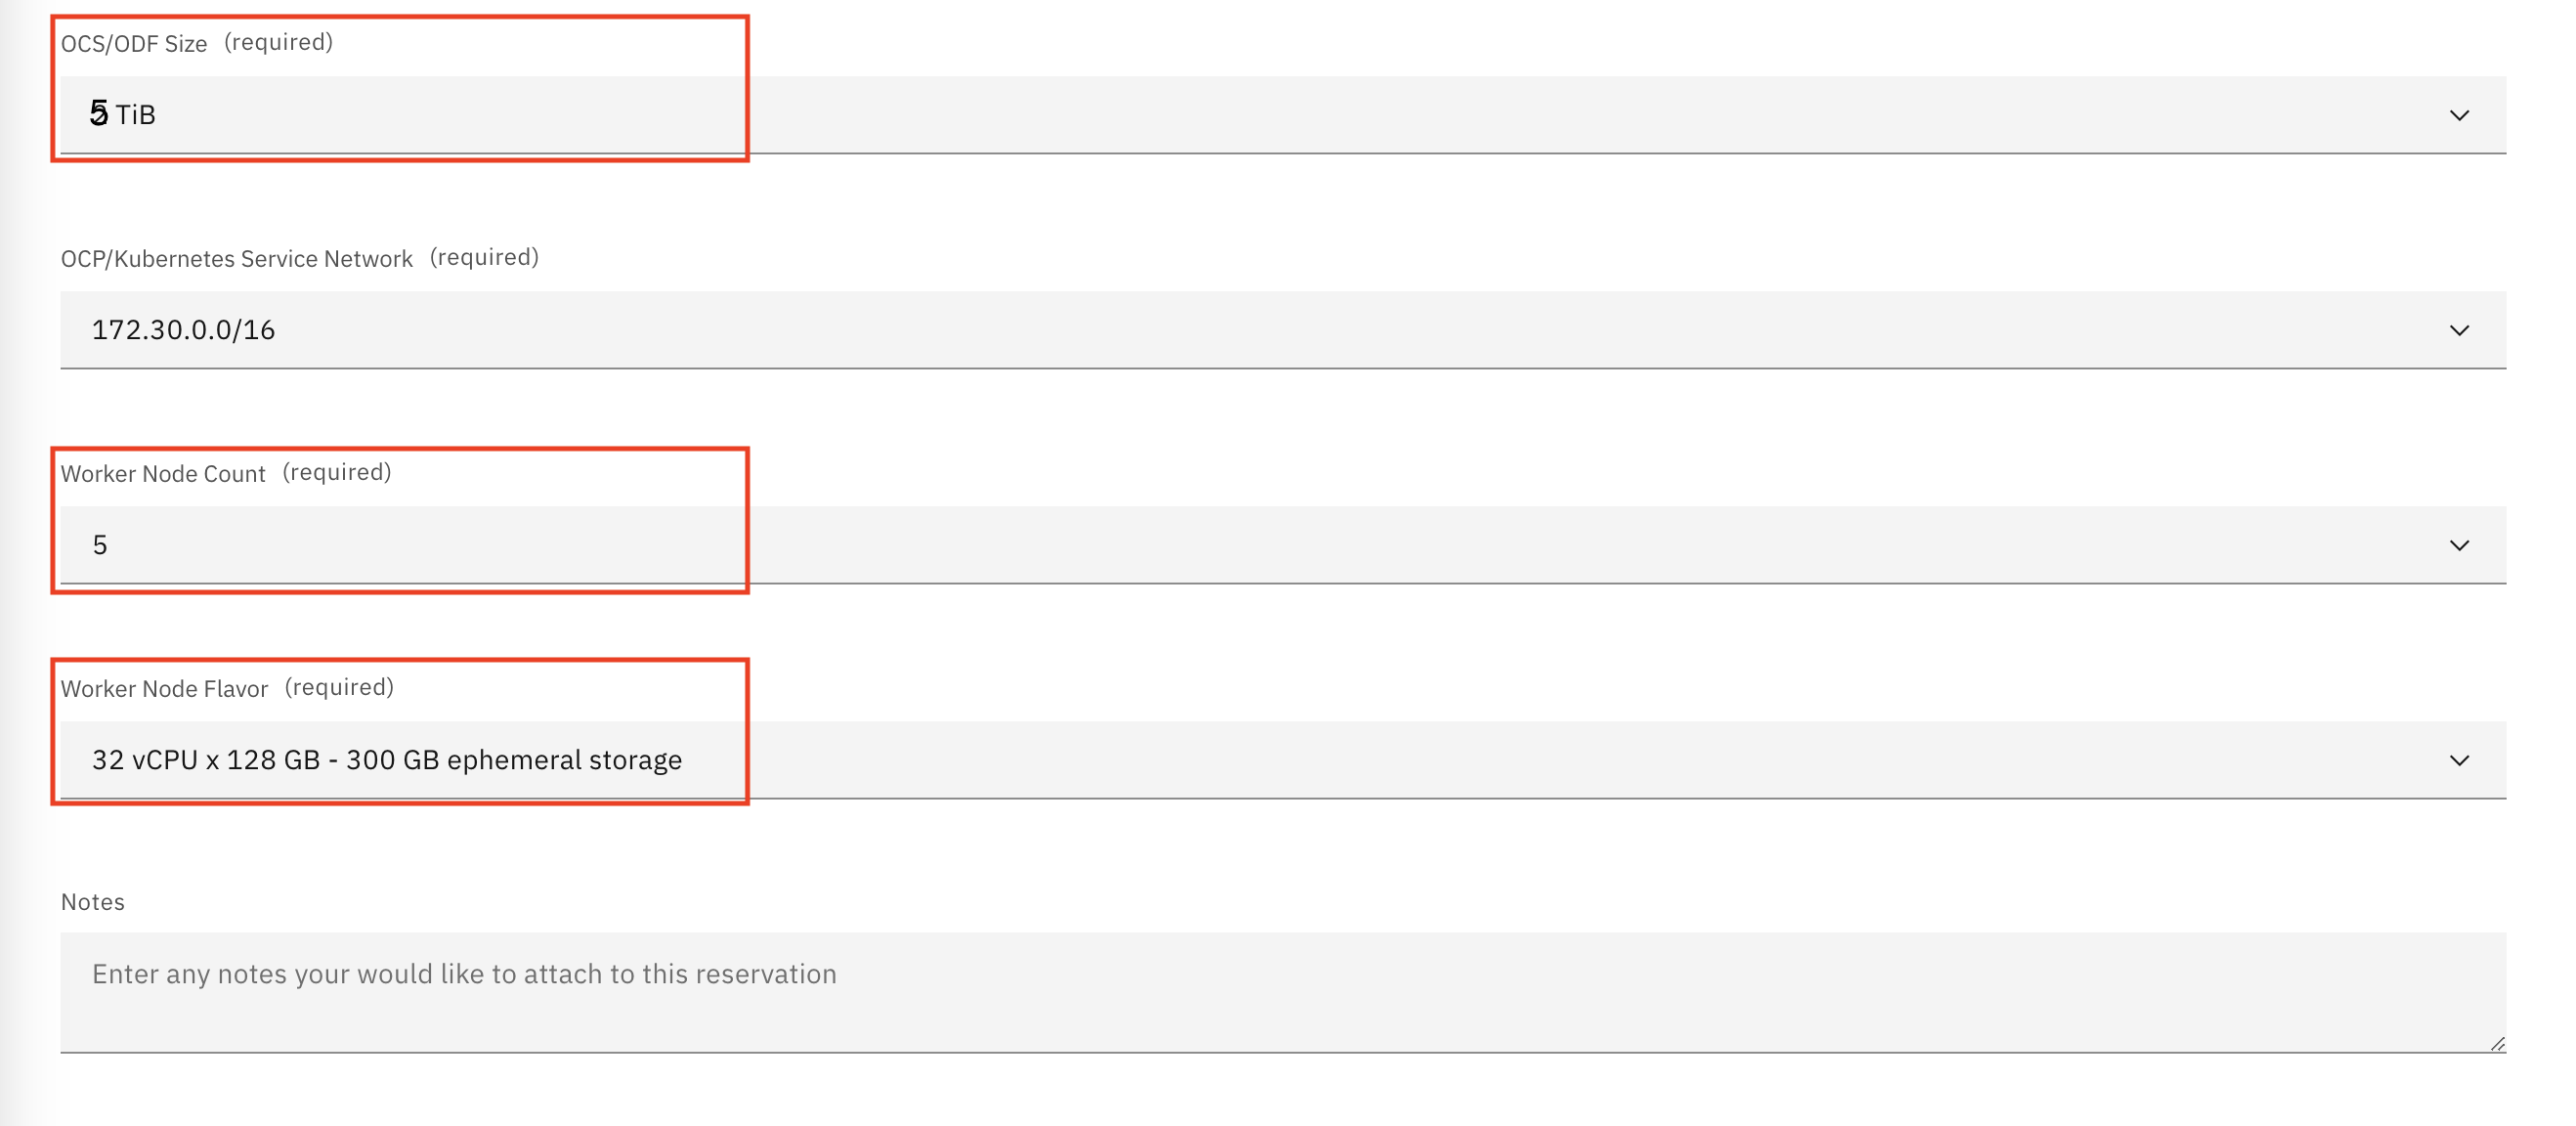 OCS/ODF Size (required)
5 TiB
OCP/Kubernetes Service Network (required)
172.30.0.0/16
Worker Node Count (required)
5
Worker Node Flavor (required)
32 vCPU x 128 GB - 300 GB ephemeral storage
Notes
Enter any notes your would like to attach to this reservation